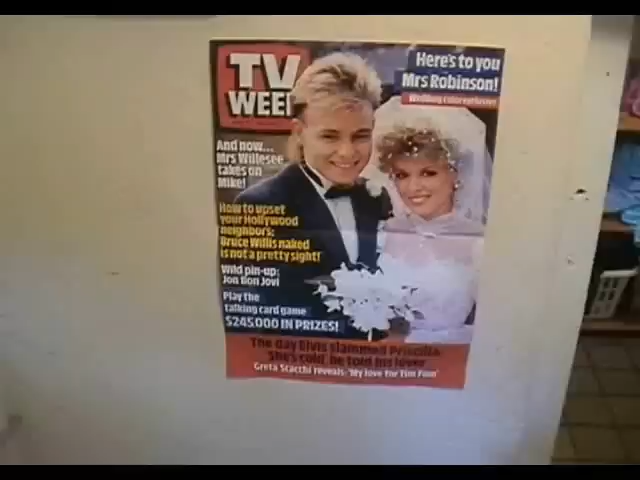 TV
WEEK
Here's to you
Mrs Robinson!
Wedding
And now...
Mrs Willesee
takes on
Mike!
How to upset
your Hollywood
neighbors:
Bruce Willis naked
is not a pretty sight!
Wild pin-up:
Jon Bon Jovi
Play the
talking card game
$245,000 IN PRIZES!
The day Elvis slammed Priscilla
She's cold, he told his lover
Greta Scacchi reveals: 'My love for Tim Finn'